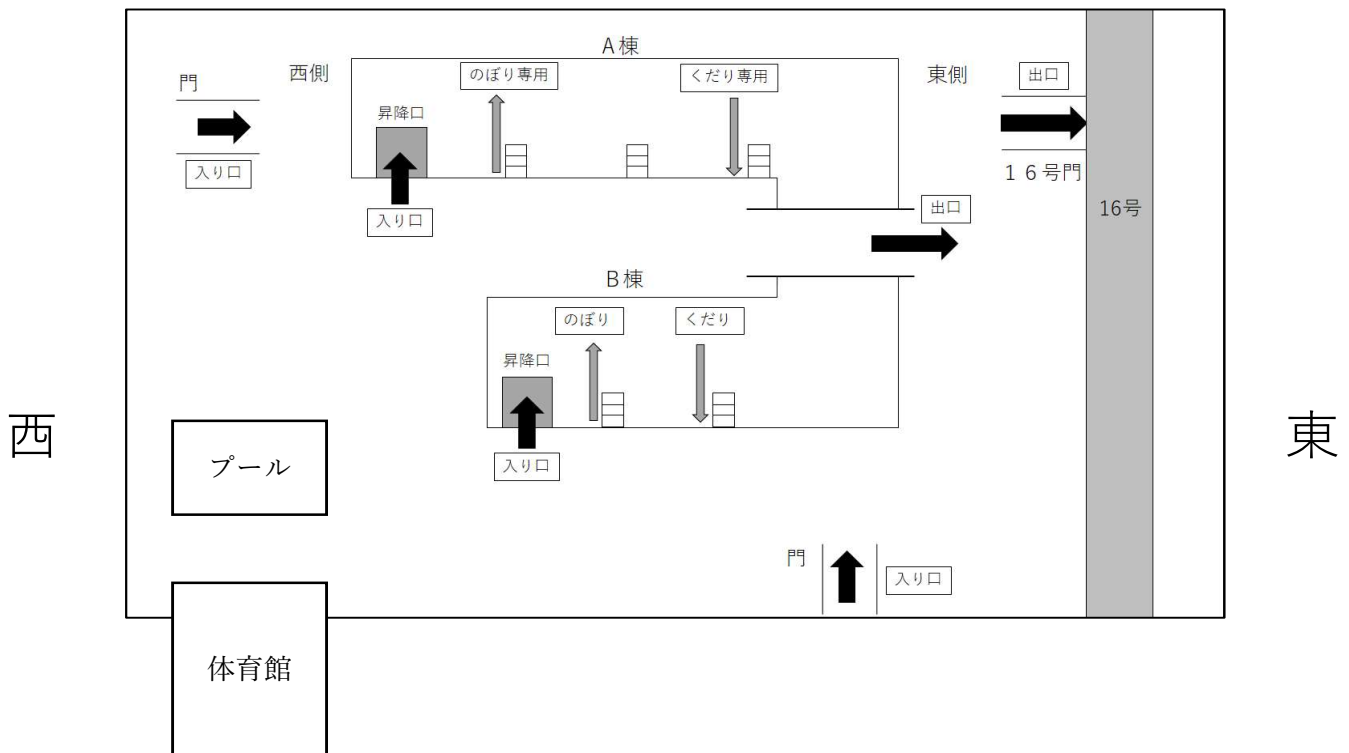 A棟
門
西側
のぼり専用
くだり専用
東側
出口
昇降口
入り口
16号門
入り口
出口
16号
B棟
のぼり
くだり
昇降口
西
東
プール
入り口
門
入り口
体育館